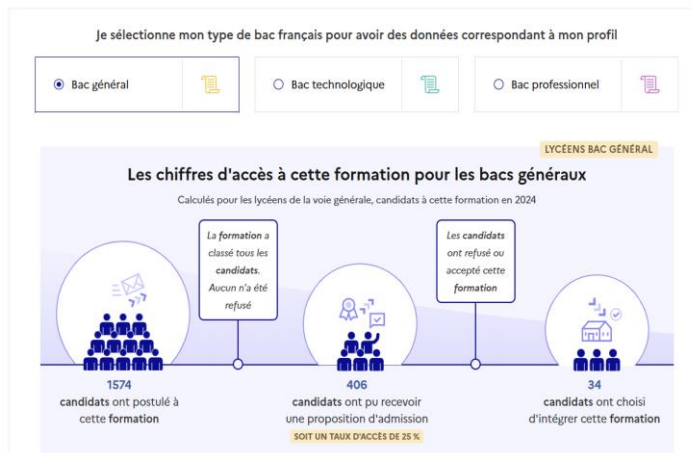 Je sélectionne mon type de bac français pour avoir des données correspondant à mon profil
Bac général
Bac technologique
Bac professionnel
LYCÉENS BAC GÉNÉRAL
Les chiffres d'accès à cette formation pour les bacs généraux
Calculés pour les lycéens de la voie générale, candidats à cette formation en 2024
La formation a
classé tous les
candidats.
Aucun n'a été
refusé
Les candidats
ont refusé ou
accepté cette
formation
1574
candidats ont postulé à
cette formation
406
candidats ont pu recevoir
une proposition d'admission
SOIT UN TAUX D'ACCÈS DE 25 %
34
candidats ont choisi
d'intégrer cette formation